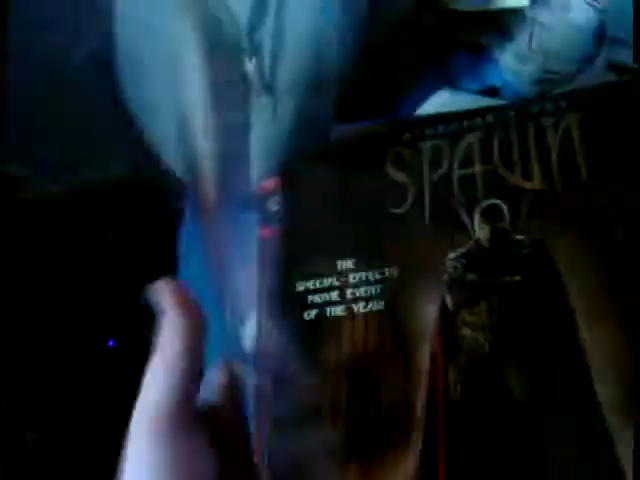 SPAWN
THE
SPECIAL-EFFECTS
MOVIE EVENT
OF THE YEAR!